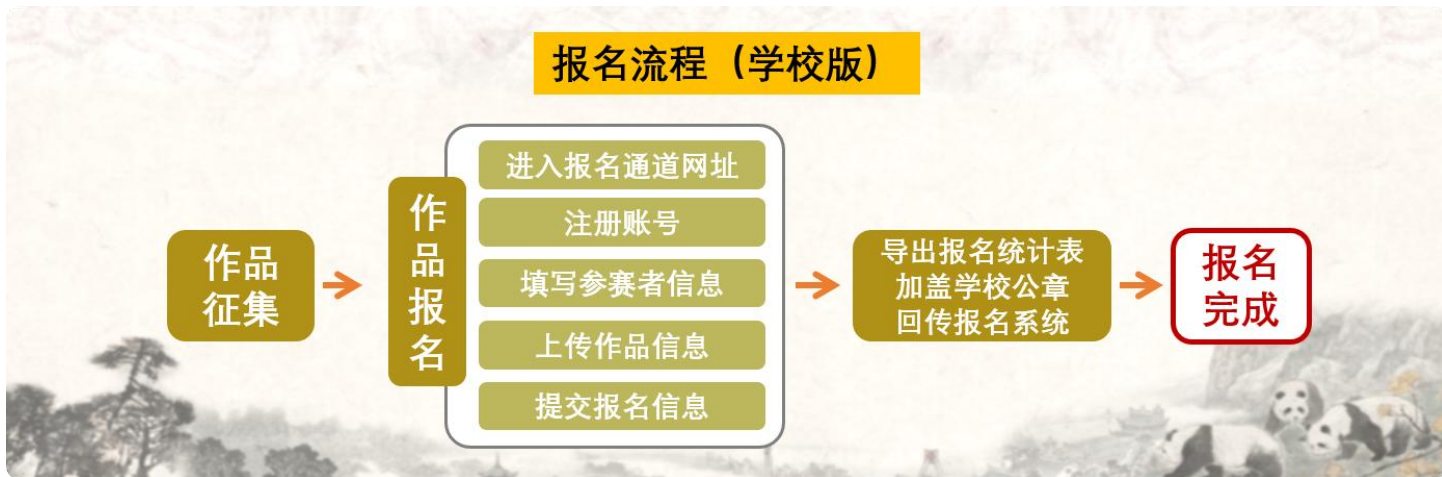 报名流程（学校版）
作品
征集
作
品
报
名
进入报名通道网址
注册账号
填写参赛者信息
上传作品信息
提交报名信息
导出报名统计表
加盖学校公章
回传报名系统
报名
完成